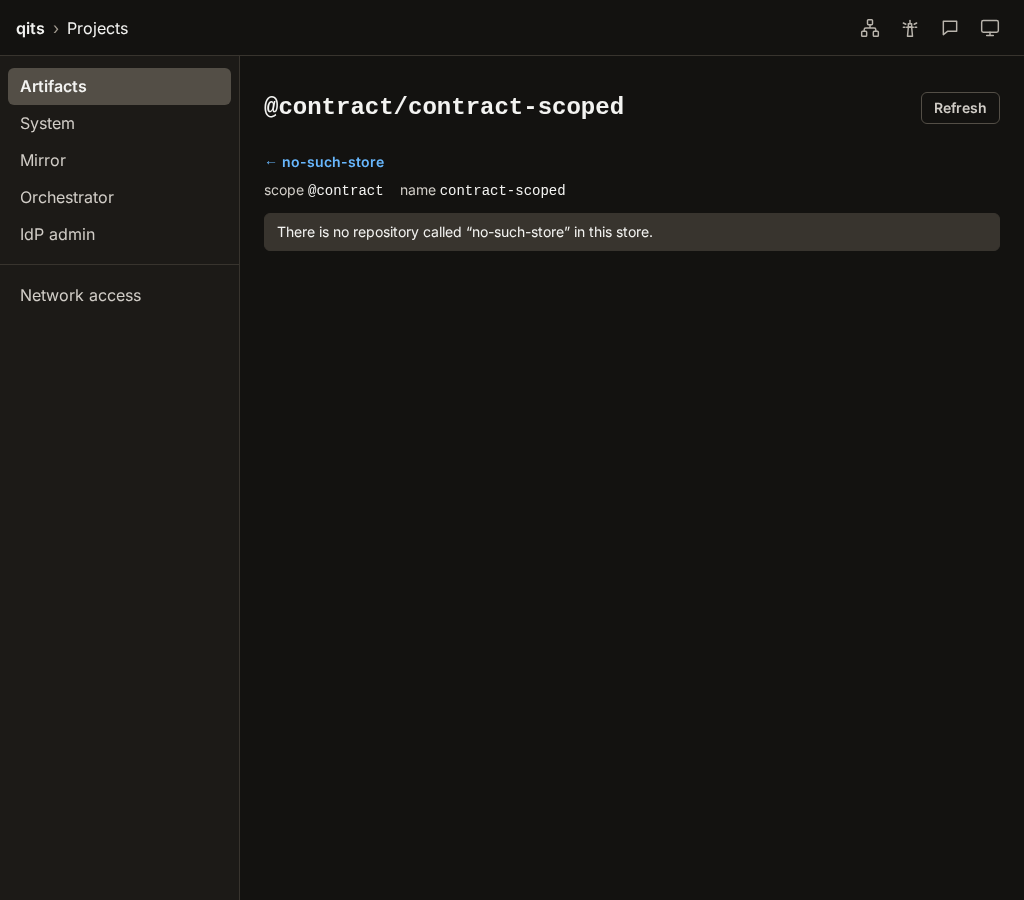 qits › Projects
Artifacts
System
Mirror
Orchestrator
IdP admin
Network access
@contract/contract-scoped
Refresh
← no-such-store
scope @contract name contract-scoped
There is no repository called “no-such-store” in this store.